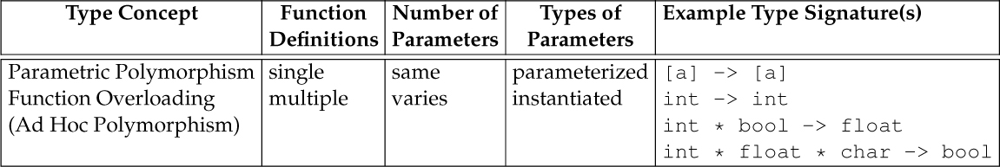 Type Concept Function Number of Types of Example Type Signature(s)
Definitions Parameters Parameters
Parametric Polymorphism single same parameterized [a] -> [a]
Function Overloading multiple varies instantiated int -> int
(Ad Hoc Polymorphism) int * bool -> float
int * float * char -> bool